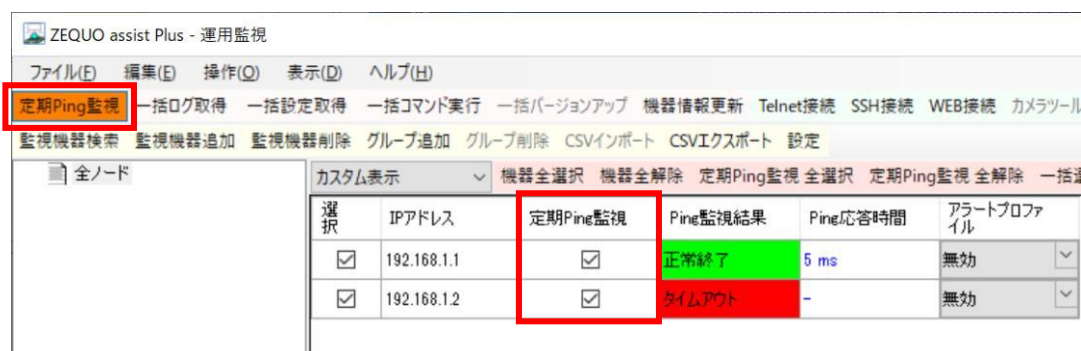 ZEQUO assist Plus - 運用監視
ファイル(F) 編集(E) 操作(O) 表示(D) ヘルプ(H)
定期Ping監視 一括ログ取得 一括設定取得 一括コマンド実行 一括バージョンアップ 機器情報更新 Telnet接続 SSH接続 WEB接続 カメラツール
監視機器検索 監視機器追加 監視機器削除 グループ追加 グループ削除 CSVインポート CSVエクスポート 設定
全ノード
カスタム表示 機器全選択 機器全解除 定期Ping監視 全選択 定期Ping監視 全解除 一括選
選択 IPアドレス 定期Ping監視 Ping監視結果 Ping応答時間 アラートプロファイル
192.168.1.1 正常終了 5 ms 無効
192.168.1.2 タイムアウト - 無効